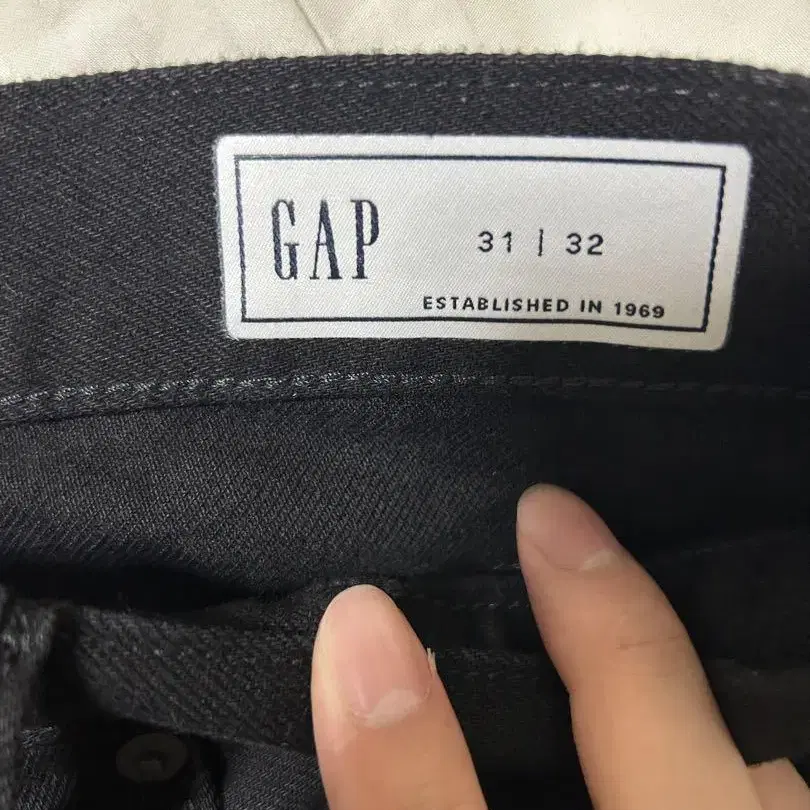 GAP 31 | 32
ESTABLISHED IN 1969